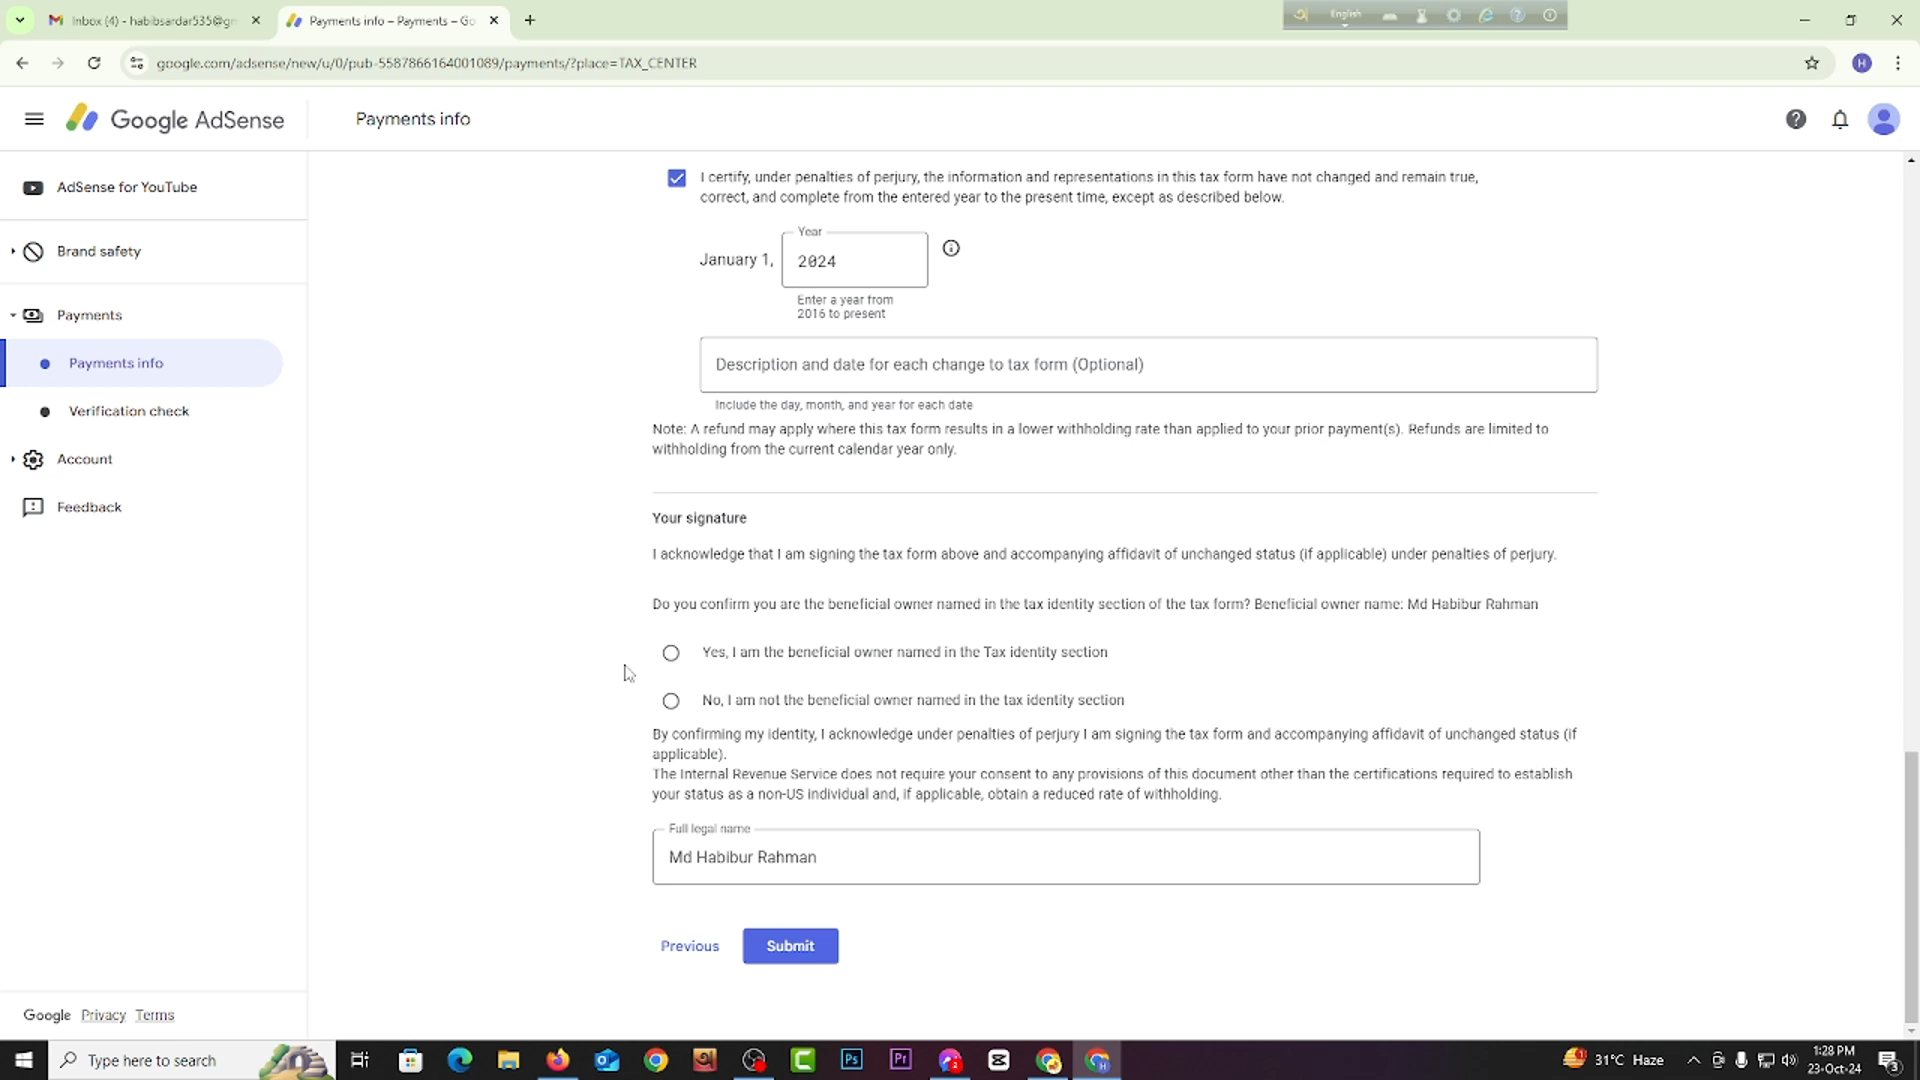 Inbox (4) - habibsardar535@gm
Payments info – Payments – Go
English
google.com/adsense/new/u/0/pub-5587866164001089/payments/?place=TAX_CENTER
H
Google AdSense
Payments info
AdSense for YouTube
Brand safety
Payments
Payments info
Verification check
Account
Feedback
I certify, under penalties of perjury, the information and representations in this tax form have not changed and remain true,
correct, and complete from the entered year to the present time, except as described below.
Year
January 1,
2024
Enter a year from
2016 to present
Description and date for each change to tax form (Optional)
Include the day, month, and year for each date
Note: A refund may apply where this tax form results in a lower withholding rate than applied to your prior payment(s). Refunds are limited to
withholding from the current calendar year only.
Your signature
I acknowledge that I am signing the tax form above and accompanying affidavit of unchanged status (if applicable) under penalties of perjury.
Do you confirm you are the beneficial owner named in the tax identity section of the tax form? Beneficial owner name: Md Habibur Rahman
Yes, I am the beneficial owner named in the Tax identity section
No, I am not the beneficial owner named in the tax identity section
By confirming my identity, I acknowledge under penalties of perjury I am signing the tax form and accompanying affidavit of unchanged status (if
applicable).
The Internal Revenue Service does not require your consent to any provisions of this document other than the certifications required to establish
your status as a non-US individual and, if applicable, obtain a reduced rate of withholding.
Full legal name
Md Habibur Rahman
Previous
Submit
Google Privacy Terms
Type here to search
Ps
Pr
31°C Haze
1:28 PM
23-Oct-24
3